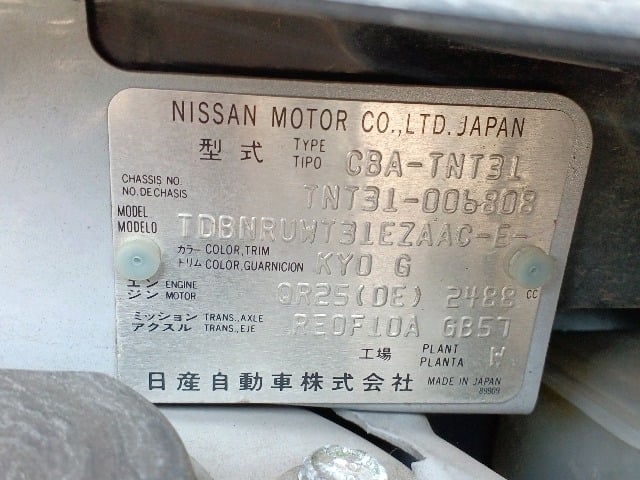 NISSAN MOTOR CO.,LTD. JAPAN
型式 TYPE TIPO CBA-TNT31
CHASSIS NO. NO. DE CHASIS TNT31-006808
MODEL MODELO TDBNRUWT31EZAAC-E-
カラー COLOR,TRIM
トリム COLOR,GUARNICION KY0 G
エンジン ENGINE MOTOR QR25(DE) 2488 CC
ミッション TRANS.,AXLE
アクスル TRANS.,EJE RE0F10A GB57
工場 PLANT PLANTA W
日産自動車株式会社 MADE IN JAPAN